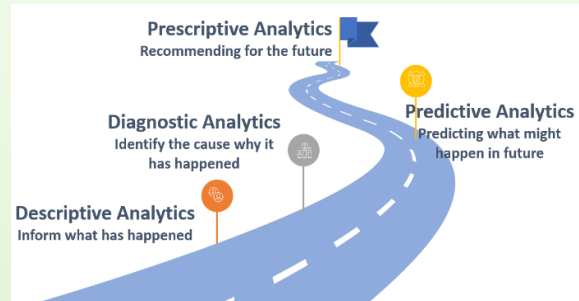 Prescriptive Analytics
Recommending for the future
Predictive Analytics
Predicting what might
happen in future
Diagnostic Analytics
Identify the cause why it
has happened
Descriptive Analytics
Inform what has happened